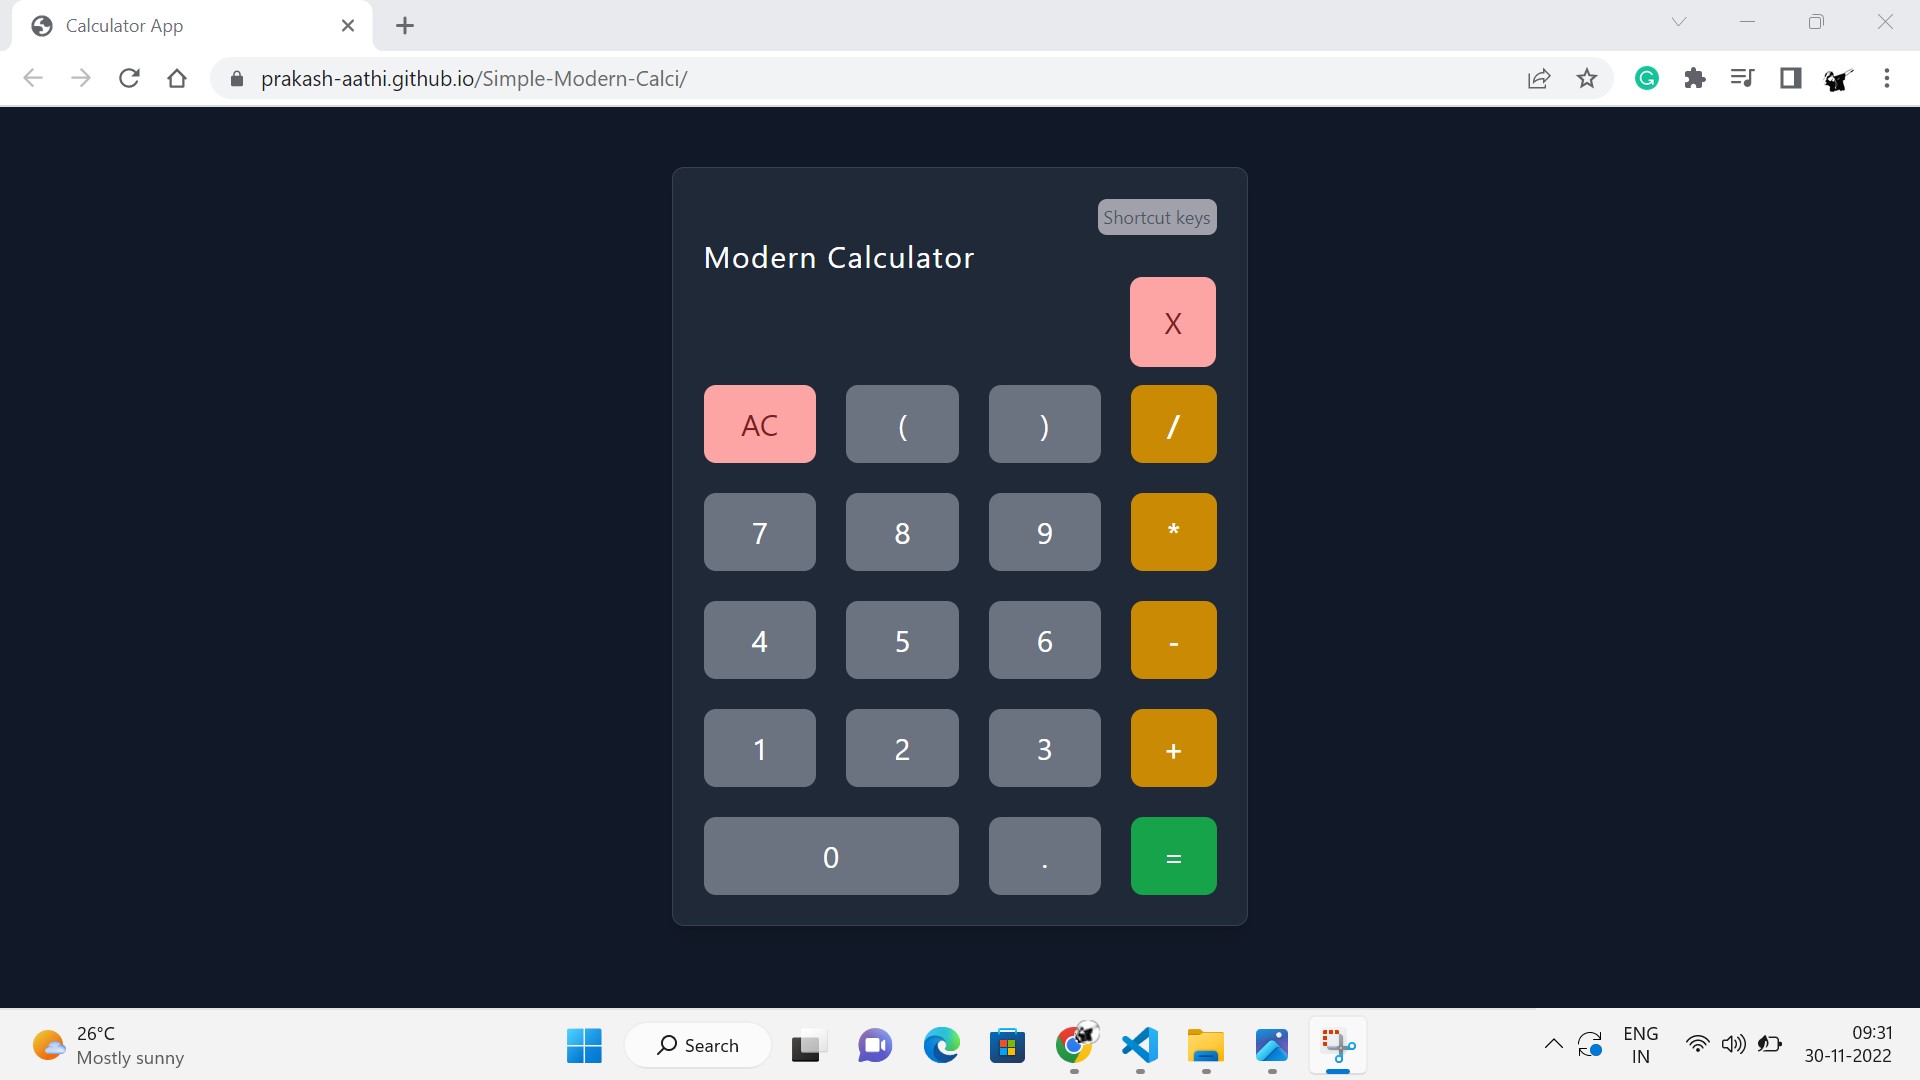 Calculator App
prakash-aathi.github.io/Simple-Modern-Calci/
Shortcut keys
Modern Calculator
X
AC ( ) /
7 8 9 *
4 5 6 -
1 2 3 +
0 . =
26°C
Mostly sunny
Search
ENG
IN
09:31
30-11-2022